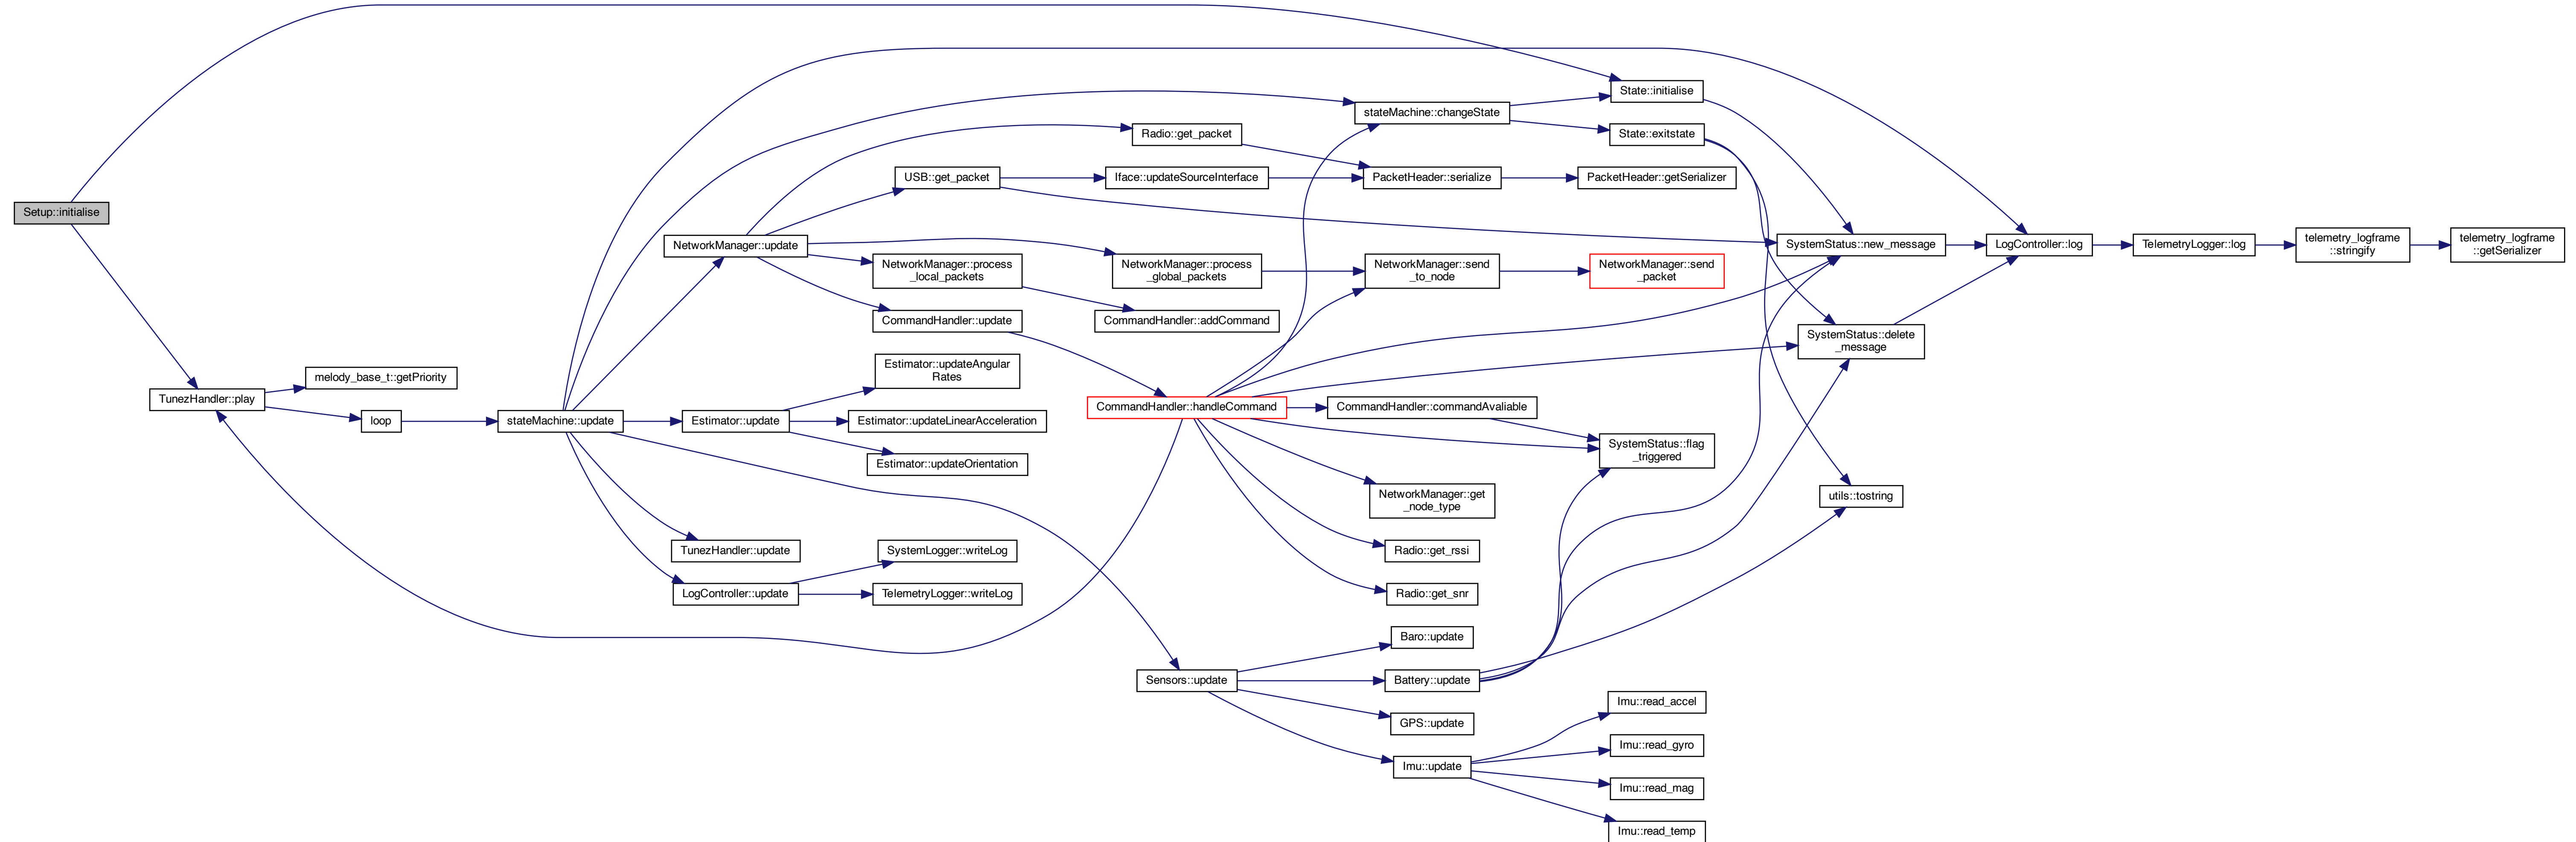 Setup::initialise
TunezHandler::play
melody_base_t::getPriority
loop
stateMachine::update
NetworkManager::update
Estimator::update
TunezHandler::update
LogController::update
USB::get_packet
NetworkManager::process
_local_packets
CommandHandler::update
Estimator::updateAngular
Rates
Estimator::updateLinearAcceleration
Estimator::updateOrientation
SystemLogger::writeLog
TelemetryLogger::writeLog
Radio::get_packet
Iface::updateSourceInterface
NetworkManager::process
_global_packets
CommandHandler::addCommand
CommandHandler::handleCommand
Sensors::update
stateMachine::changeState
PacketHeader::serialize
NetworkManager::send
_to_node
CommandHandler::commandAvaliable
NetworkManager::get
_node_type
Radio::get_rssi
Radio::get_snr
Baro::update
Battery::update
GPS::update
Imu::update
State::initialise
State::exitstate
PacketHeader::getSerializer
NetworkManager::send
_packet
SystemStatus::flag
_triggered
Imu::read_accel
Imu::read_gyro
Imu::read_mag
Imu::read_temp
SystemStatus::new_message
SystemStatus::delete
_message
utils::tostring
LogController::log
TelemetryLogger::log
telemetry_logframe
::stringify
telemetry_logframe
::getSerializer